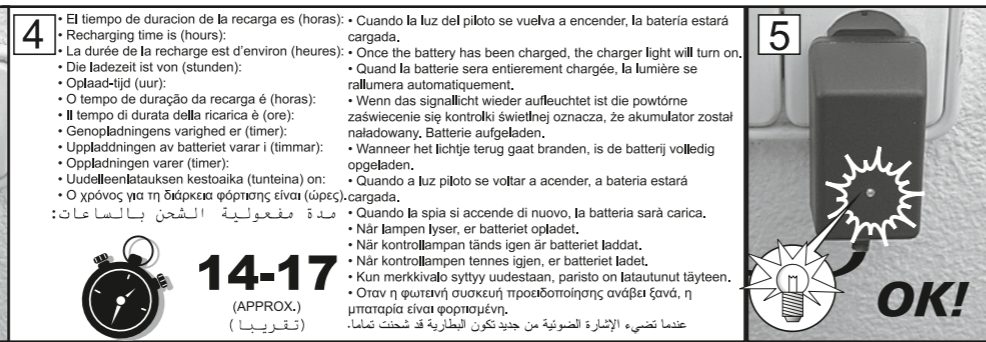 4
• El tiempo de duracion de la recarga es (horas):
• Recharging time is (hours):
• La durée de la recharge est d'environ (heures):
• Die ladezeit ist von (stunden):
• Oplaad-tijd (uur):
• O tempo de duração da recarga é (horas):
• Il tempo di durata della ricarica è (ore):
• Genopladningens varighed er (timer):
• Uppladdningen av batteriet varar i (timmar):
• Oppladningen varer (timer):
• Uudelleenlatauksen kestoaika (tunteina) on:
• Ο χρόνος για τη διάρκεια φόρτισης είναι (ώρες).
مدة مفعولية الشحن بالساعات:
14-17
(APPROX.)
(تقريبا)
• Cuando la luz del piloto se vuelva a encender, la batería estará
cargada.
• Once the battery has been charged, the charger light will turn on.
• Quand la batterie sera entierement chargée, la lumière se
rallumera automatiquement.
• Wenn das signallicht wieder aufleuchtet ist die powtórne
zaświecenie się kontrolki świetlnej oznacza, że akumulator został
naładowany. Batterie aufgeladen.
• Wanneer het lichtje terug gaat branden, is de batterij volledig
opgeladen.
• Quando a luz piloto se voltar a acender, a bateria estará
cargada.
• Quando la spia si accende di nuovo, la batteria sarà carica.
• Når lampen lyser, er batteriet opladet.
• När kontrollampan tänds igen är batteriet laddat.
• Når kontrollampen tennes igjen, er batteriet ladet.
• Kun merkkivalo syttyy uudestaan, paristo on latautunut täyteen.
• Οταν η φωτεινή συσκευή προειδοποίησης ανάβει ξανά, η
μπαταρία είναι φορτισμένη.
عندما تضيء الإشارة الضوئية من جديد تكون البطارية قد شحنت تماما.
5
OK!